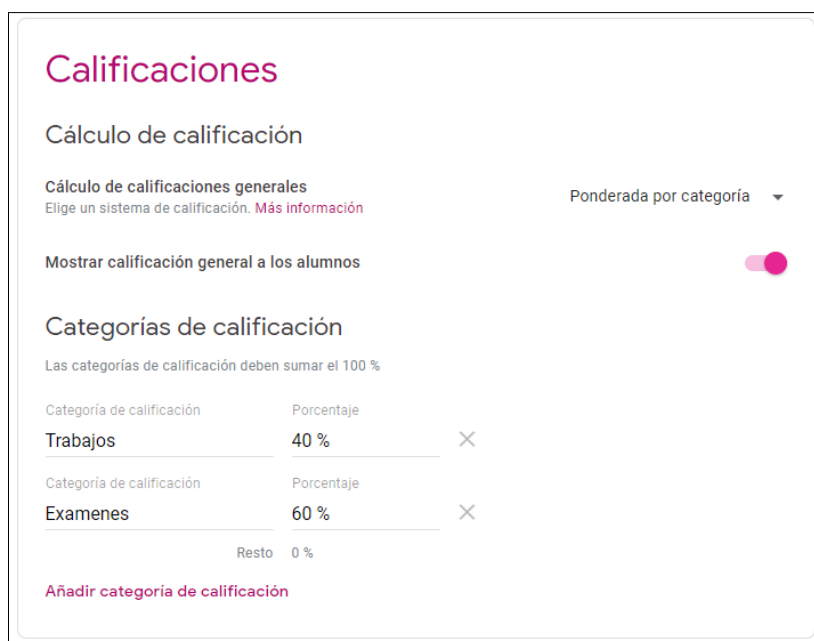 Calificaciones
Cálculo de calificación
Cálculo de calificaciones generales
Elige un sistema de calificación. Más información
Ponderada por categoría
Mostrar calificación general a los alumnos
Categorías de calificación
Las categorías de calificación deben sumar el 100 %
Categoría de calificación Porcentaje
Trabajos 40 %
Categoría de calificación Porcentaje
Examenes 60 %
Resto 0 %
Añadir categoría de calificación